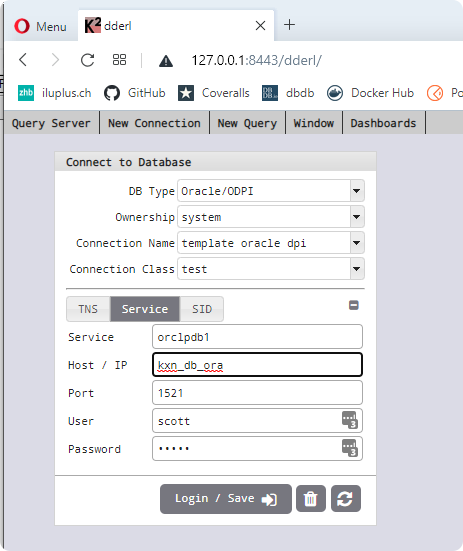 Menu
K2 dderl
127.0.0.1:8443/dderl/
zhb iluplus.ch GitHub Coveralls DB DB dbdb Docker Hub Po
Query Server New Connection New Query Window Dashboards
Connect to Database
DB Type Oracle/ODPI
Ownership system
Connection Name template oracle dpi
Connection Class test
TNS Service SID
Service orclpdb1
Host / IP kxn_db_ora
Port 1521
User scott
Password •••••
Login / Save